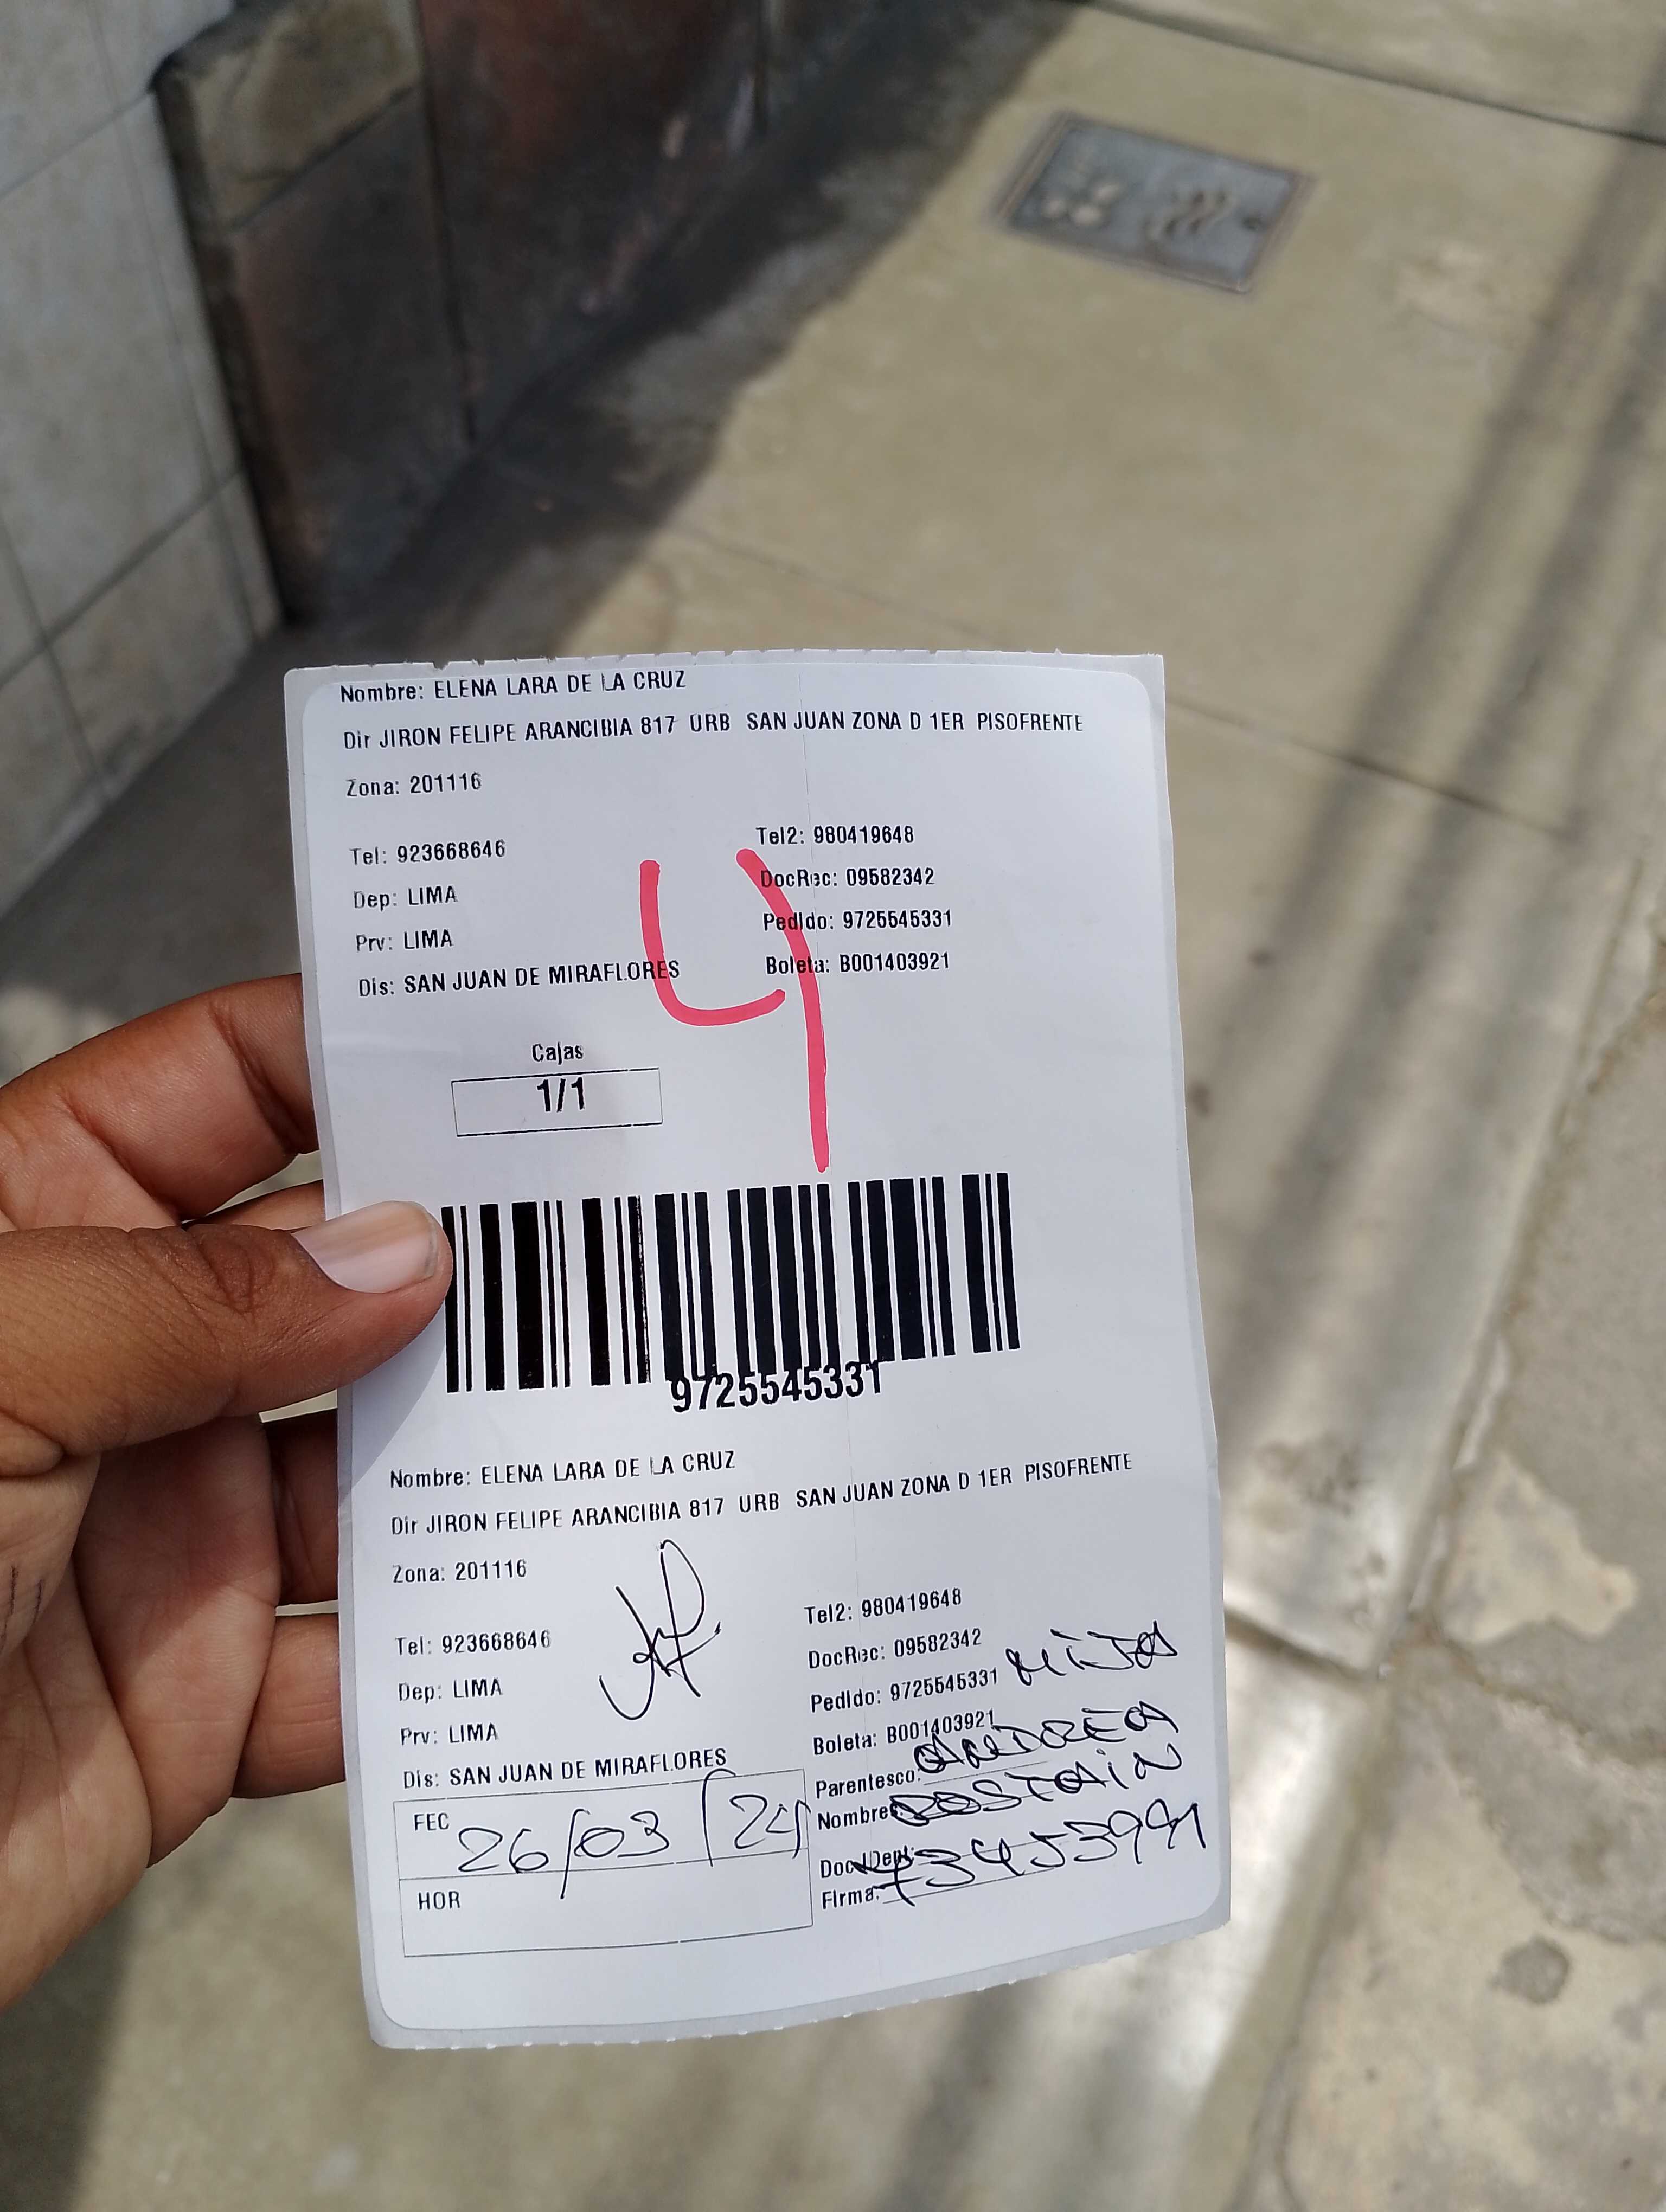 Nombre: ELENA LARA DE LA CRUZ
Dir JIRON FELIPE ARANCIBIA 817 URB SAN JUAN ZONA D 1ER PISOFRENTE
Zona: 201116
Tel: 923668646
Tel2: 980419648
Dep: LIMA
DocRec: 09582342
Prv: LIMA
Pedido: 9725545331
Dis: SAN JUAN DE MIRAFLORES
Boleta: B001403921
4
Cajas
1/1
9725545331
Nombre: ELENA LARA DE LA CRUZ
Dir JIRON FELIPE ARANCIBIA 817 URB SAN JUAN ZONA D 1ER PISOFRENTE
Zona: 201116
Tel: 923668646
Tel2: 980419648
Dep: LIMA
DocRec: 09582342
Prv: LIMA
Pedido: 9725545331
Dis: SAN JUAN DE MIRAFLORES
Boleta: B001403921
Parentesco:
FEC 26/03/24
Nombre:
Doc.Ident:
HOR
Firma: